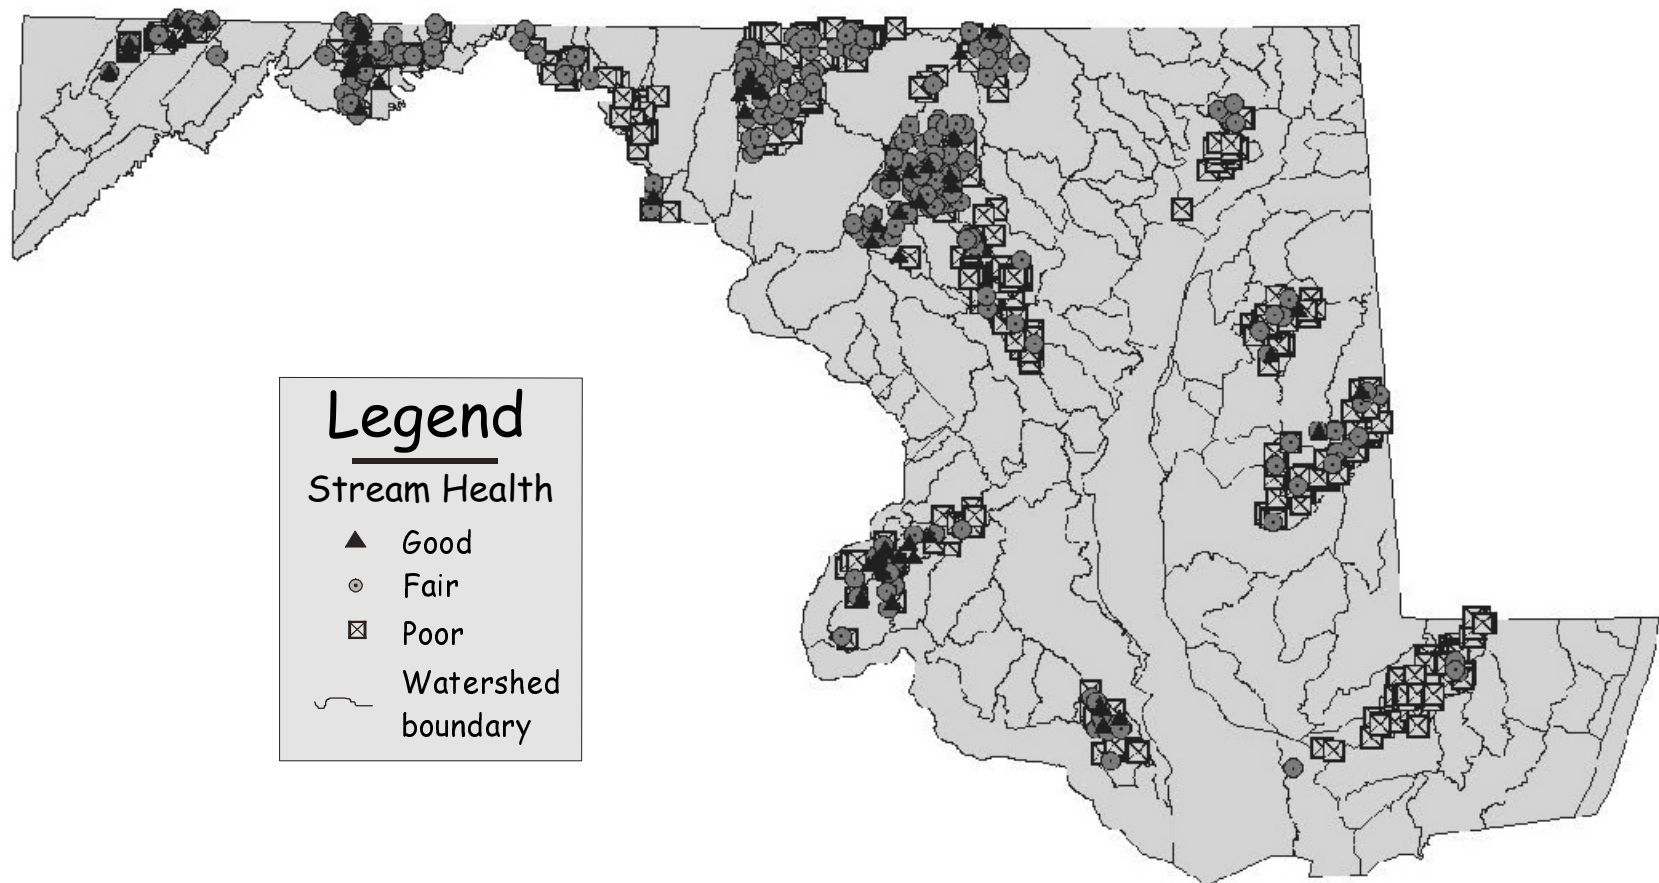 Legend
Stream Health
Good
Fair
Poor
Watershed
boundary